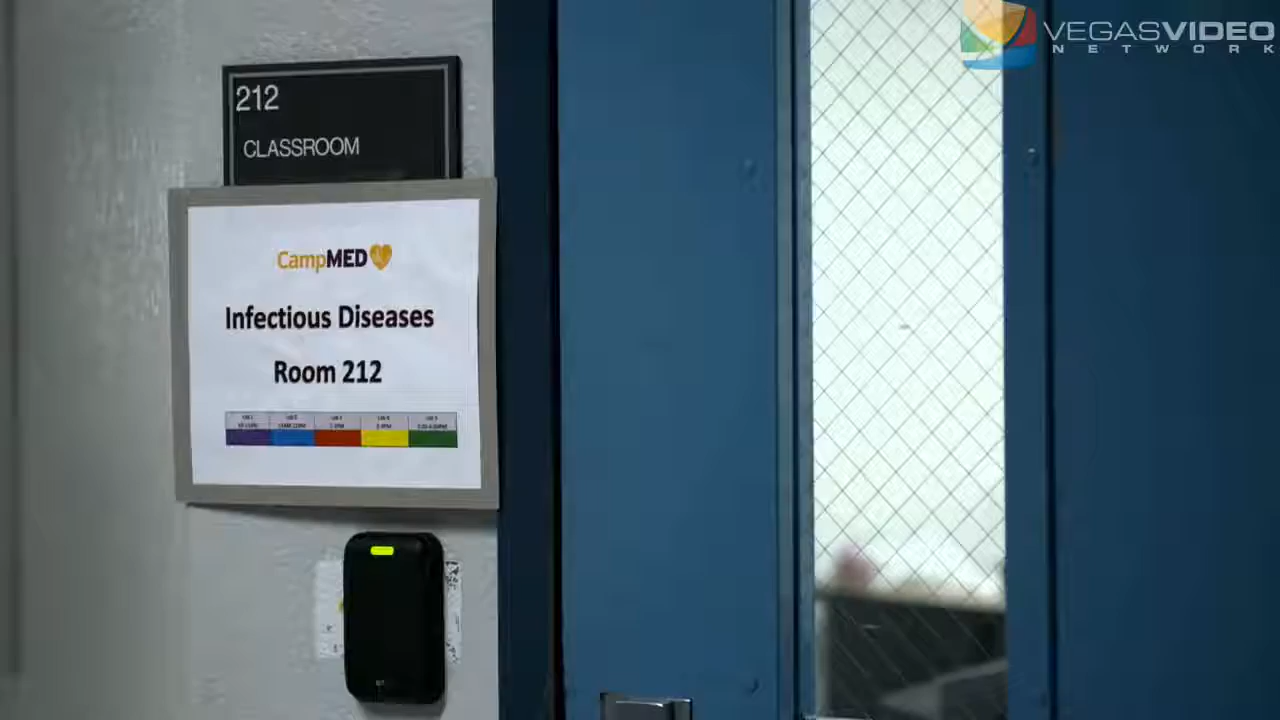 VEGASVIDEO
NETWORK
212
CLASSROOM
CampMED
Infectious Diseases
Room 212